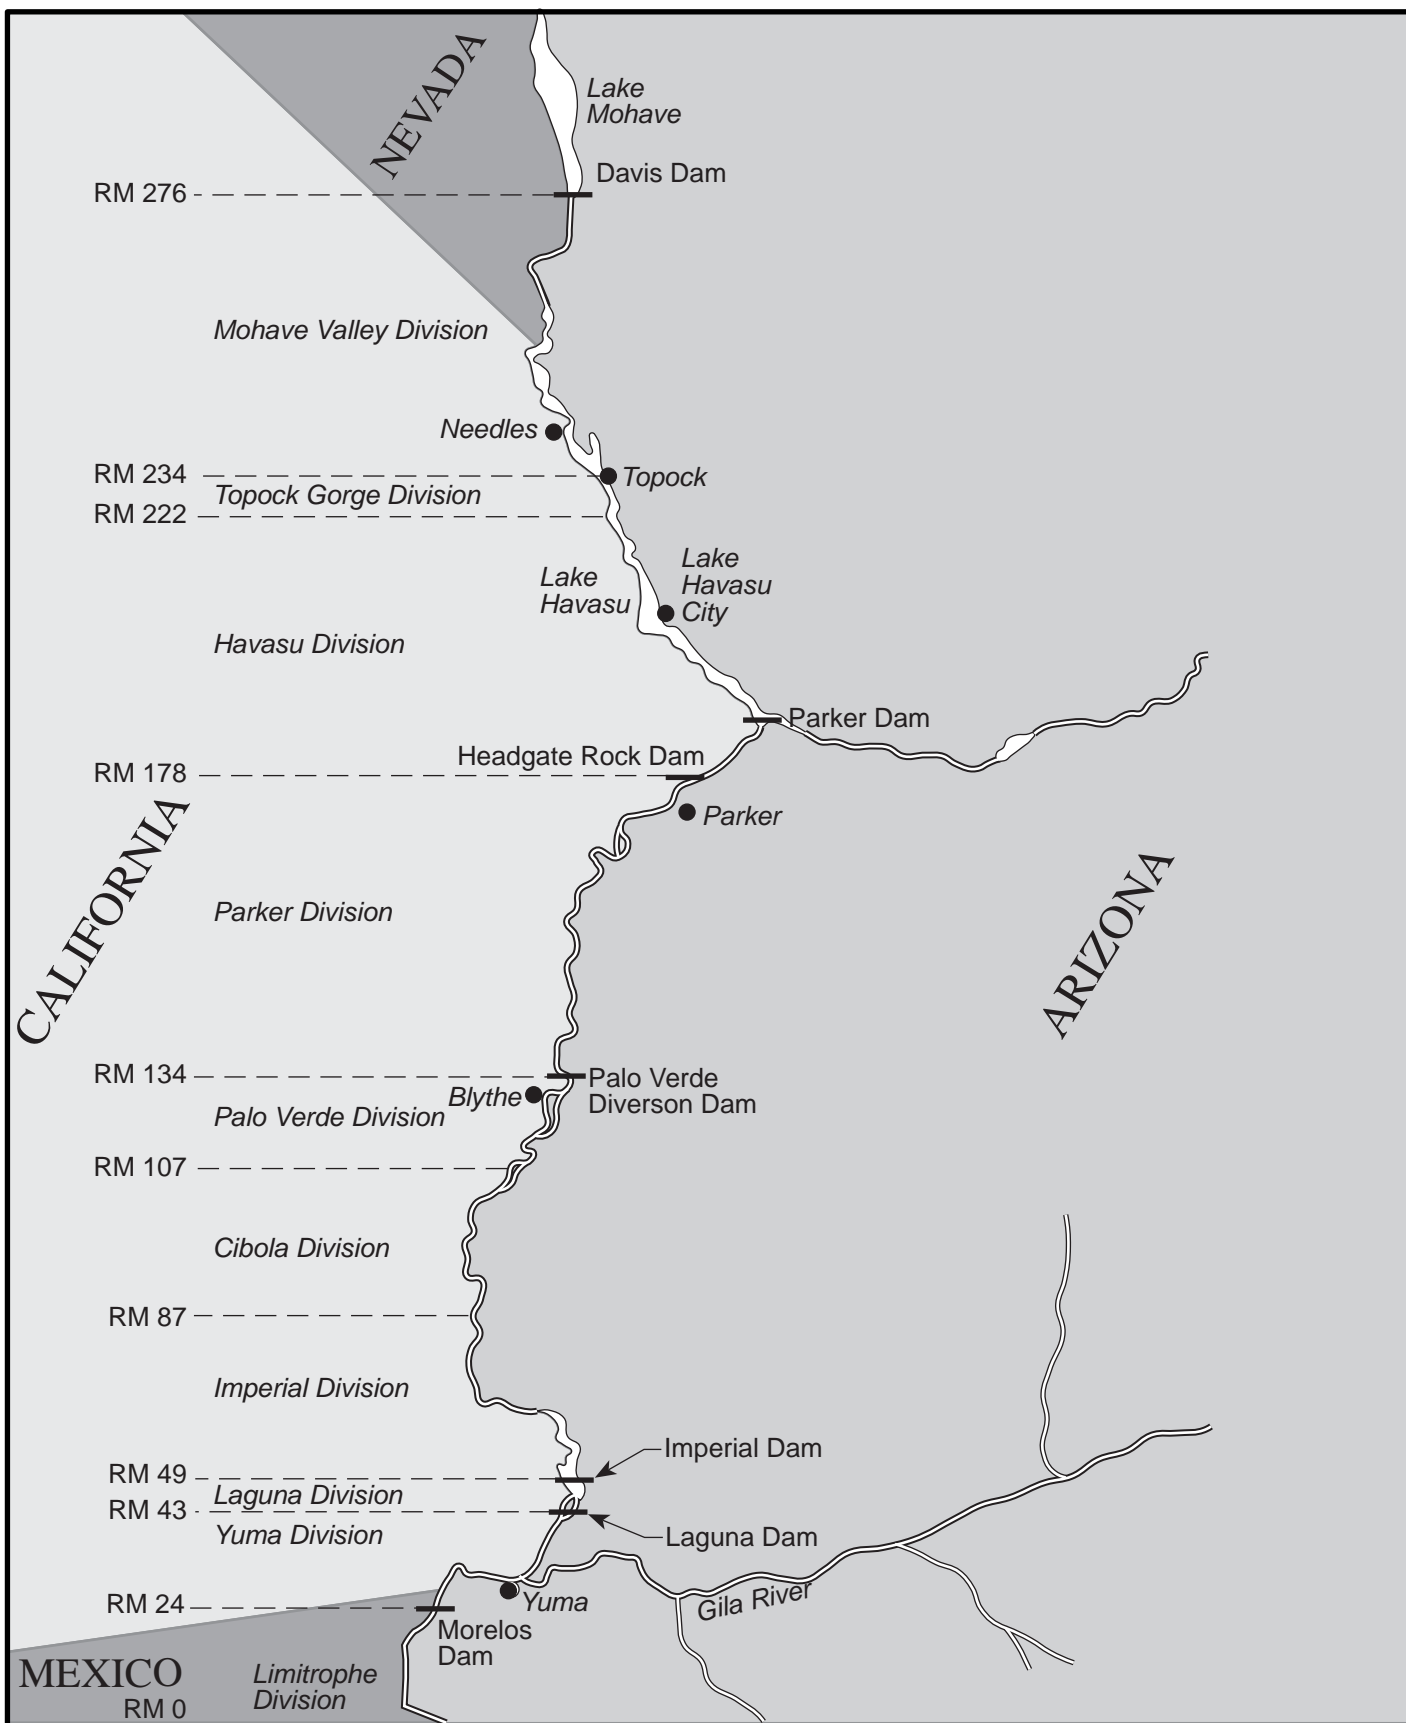 NEVADA
Lake
Mohave
Davis Dam
RM 276
Mohave Valley Division
Needles
RM 234
Topock
Topock Gorge Division
RM 222
Lake
Havasu
Lake
Havasu
City
Havasu Division
Parker Dam
Headgate Rock Dam
RM 178
Parker
CALIFORNIA
ARIZONA
Parker Division
RM 134
Palo Verde
Diverson Dam
Blythe
Palo Verde Division
RM 107
Cibola Division
RM 87
Imperial Division
Imperial Dam
RM 49
Laguna Division
RM 43
Yuma Division
Laguna Dam
RM 24
Yuma
Gila River
Morelos
Dam
MEXICO
Limitrophe
Division
RM 0